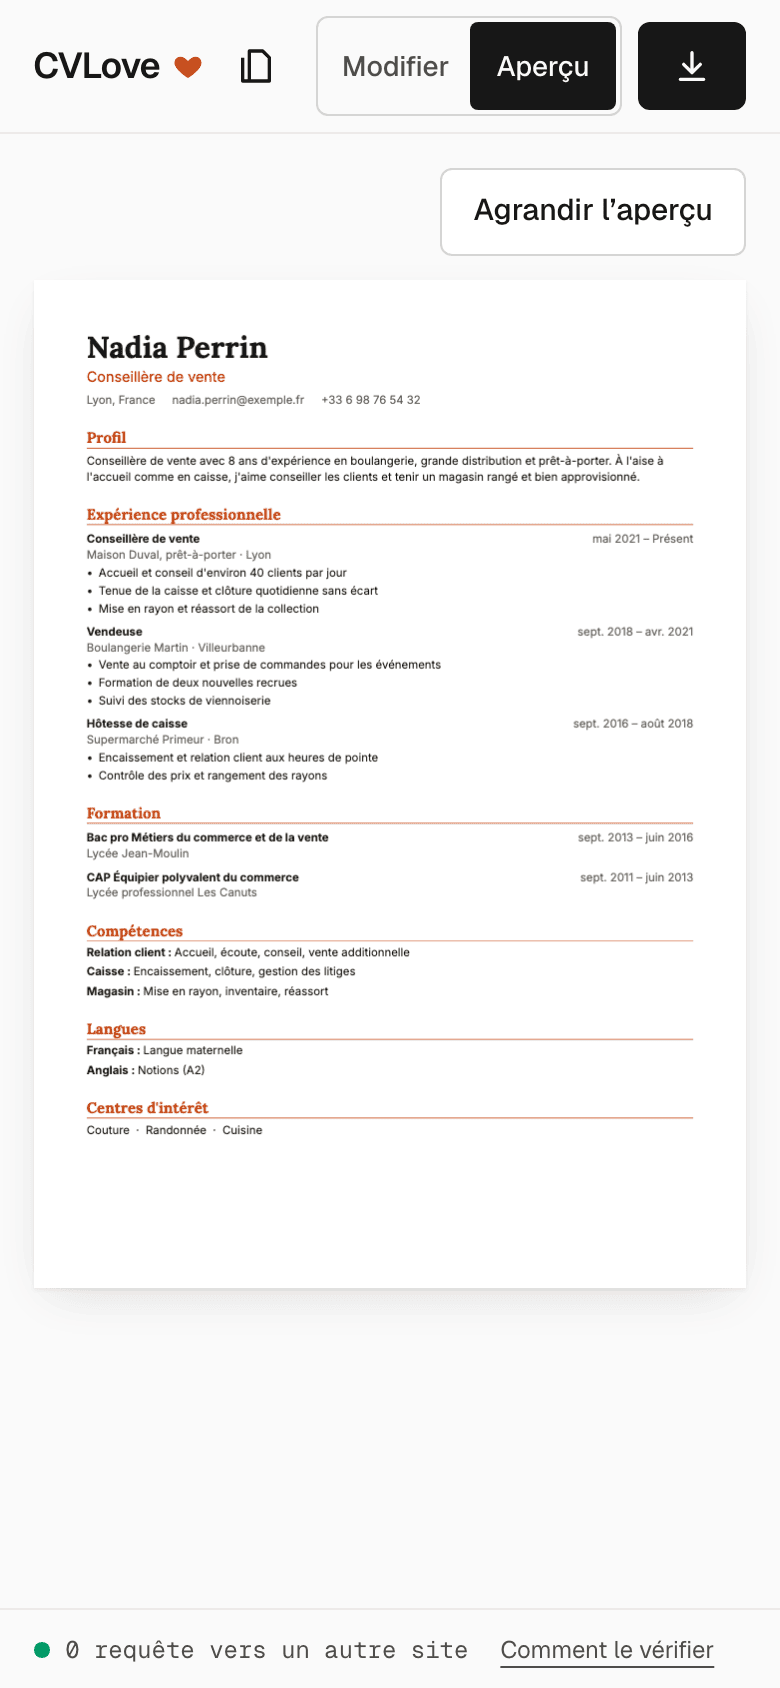 CVLove
Modifier
Aperçu
Agrandir l’aperçu
Nadia Perrin
Conseillère de vente
Lyon, France nadia.perrin@exemple.fr +33 6 98 76 54 32
Profil
Conseillère de vente avec 8 ans d'expérience en boulangerie, grande distribution et prêt-à-porter. À l'aise à
l'accueil comme en caisse, j'aime conseiller les clients et tenir un magasin rangé et bien approvisionné.
Expérience professionnelle
Conseillère de vente mai 2021 – Présent
Maison Duval, prêt-à-porter · Lyon
• Accueil et conseil d'environ 40 clients par jour
• Tenue de la caisse et clôture quotidienne sans écart
• Mise en rayon et réassort de la collection
Vendeuse sept. 2018 – avr. 2021
Boulangerie Martin · Villeurbanne
• Vente au comptoir et prise de commandes pour les événements
• Formation de deux nouvelles recrues
• Suivi des stocks de viennoiserie
Hôtesse de caisse sept. 2016 – août 2018
Supermarché Primeur · Bron
• Encaissement et relation client aux heures de pointe
• Contrôle des prix et rangement des rayons
Formation
Bac pro Métiers du commerce et de la vente sept. 2013 – juin 2016
Lycée Jean-Moulin
CAP Équipier polyvalent du commerce sept. 2011 – juin 2013
Lycée professionnel Les Canuts
Compétences
Relation client : Accueil, écoute, conseil, vente additionnelle
Caisse : Encaissement, clôture, gestion des litiges
Magasin : Mise en rayon, inventaire, réassort
Langues
Français : Langue maternelle
Anglais : Notions (A2)
Centres d'intérêt
Couture · Randonnée · Cuisine
0 requête vers un autre site Comment le vérifier